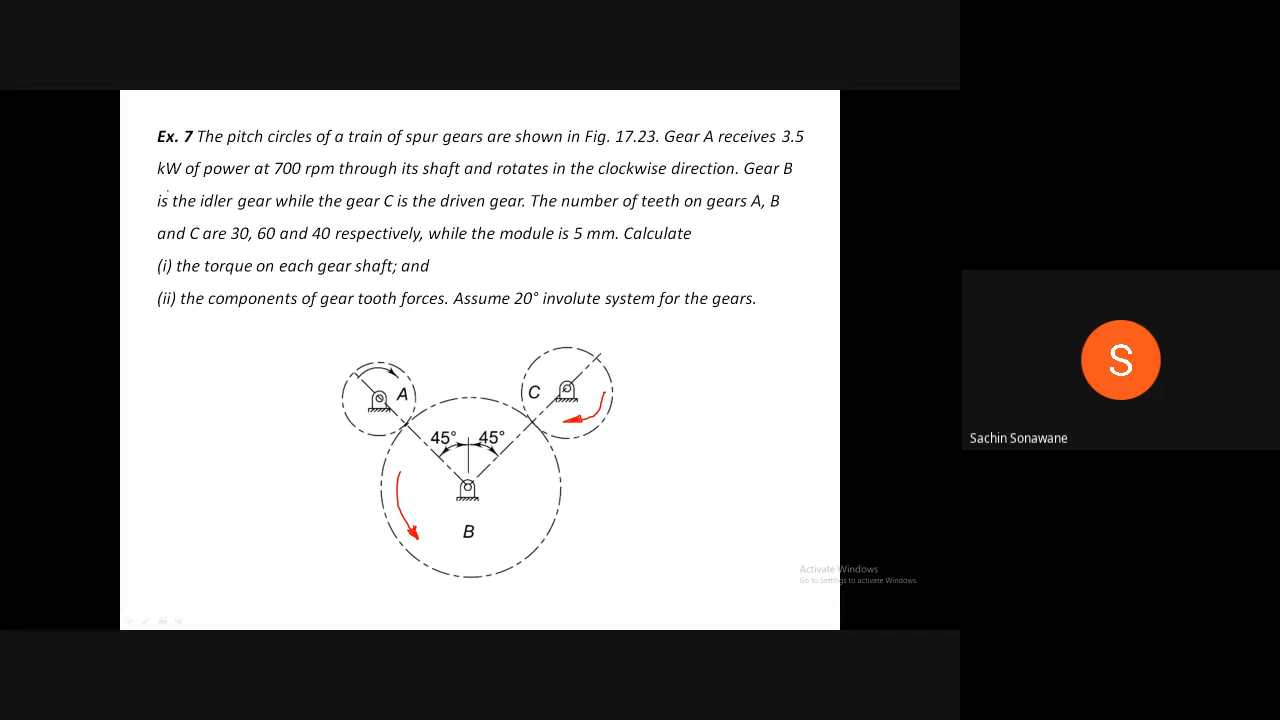 Ex. 7 The pitch circles of a train of spur gears are shown in Fig. 17.23. Gear A receives 3.5
kW of power at 700 rpm through its shaft and rotates in the clockwise direction. Gear B
is the idler gear while the gear C is the driven gear. The number of teeth on gears A, B
and C are 30, 60 and 40 respectively, while the module is 5 mm. Calculate
(i) the torque on each gear shaft; and
(ii) the components of gear tooth forces. Assume 20° involute system for the gears.
A
C
45° 45°
B
S
Sachin Sonawane
Activate Windows
Go to Settings to activate Windows.